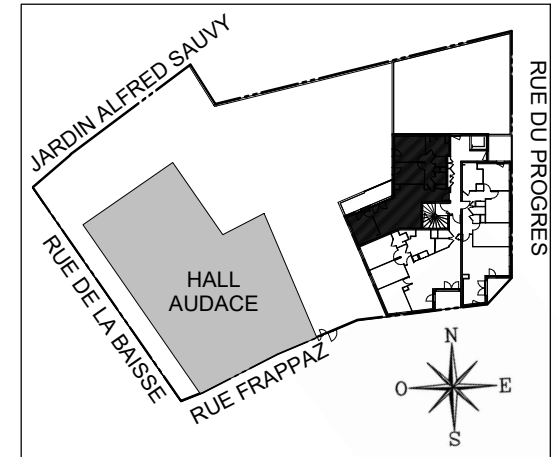 JARDIN ALFRED SAUVY
RUE DU PROGRES
HALL
AUDACE
RUE DE LA BAISSE
RUE FRAPPAZ
N
O
E
S